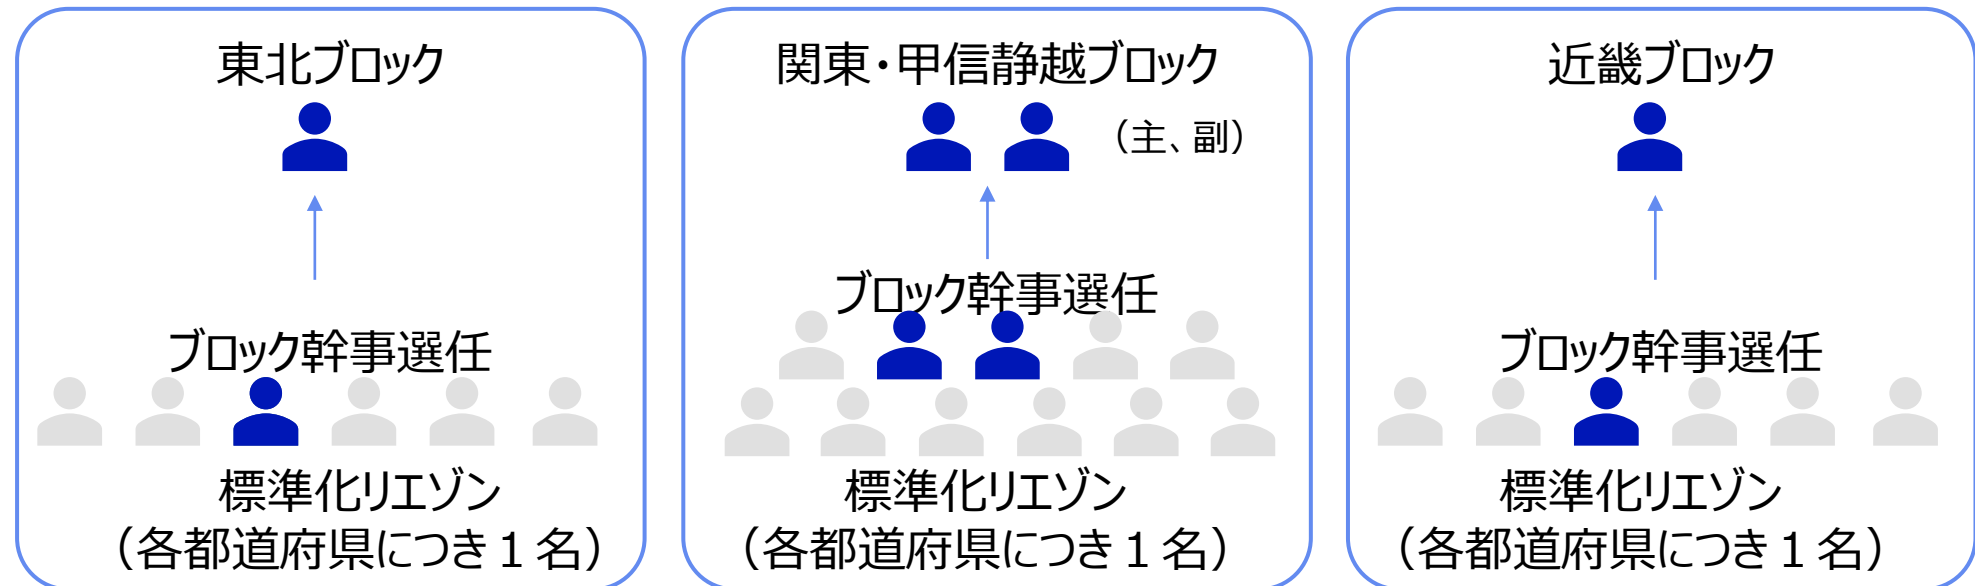 東北ブロック
ブロック幹事選任
標準化リエゾン
（各都道府県につき１名）
関東・甲信静越ブロック
（主、副）
ブロック幹事選任
標準化リエゾン
（各都道府県につき１名）
近畿ブロック
ブロック幹事選任
標準化リエゾン
（各都道府県につき１名）